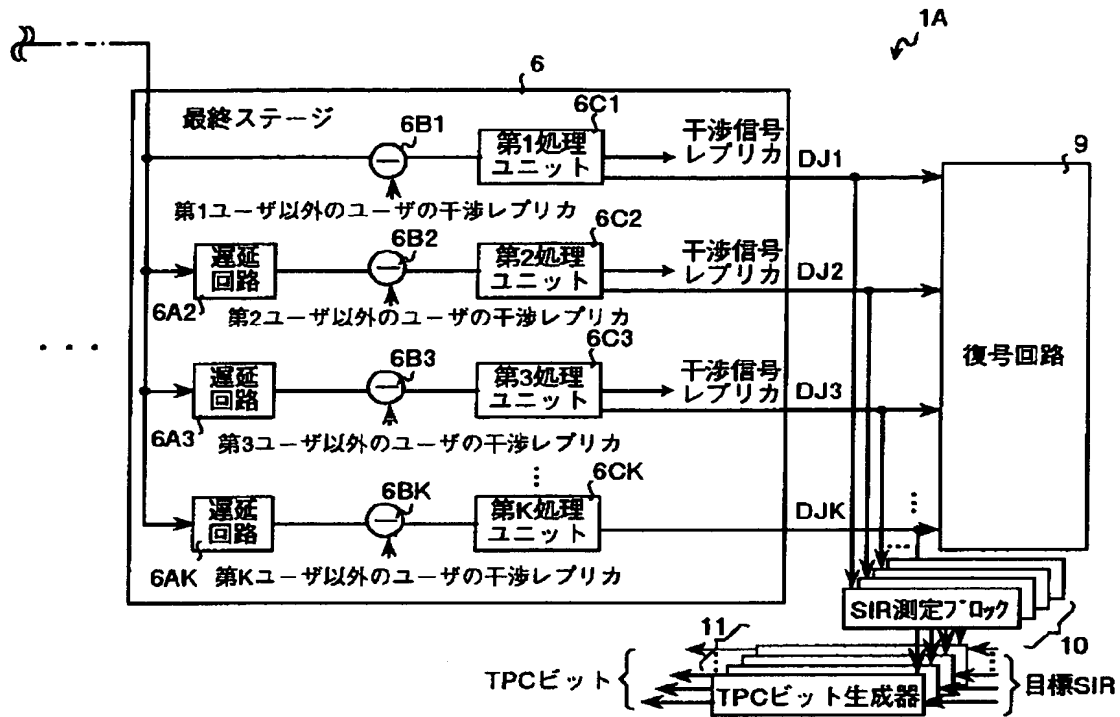 1A
6
最終ステージ
6B1
6C1
第1処理
ユニット
干渉信号
レプリカ
DJ1
9
第1ユーザ以外のユーザの干渉レプリカ
遅延
回路
6A2
6B2
6C2
第2処理
ユニット
干渉信号
レプリカ
DJ2
第2ユーザ以外のユーザの干渉レプリカ
復号回路
遅延
回路
6A3
6B3
6C3
第3処理
ユニット
干渉信号
レプリカ
DJ3
第3ユーザ以外のユーザの干渉レプリカ
遅延
回路
6AK
6BK
6CK
第K処理
ユニット
DJK
第Kユーザ以外のユーザの干渉レプリカ
SIR測定ブロック
10
11
TPCビット
TPCビット生成器
目標SIR